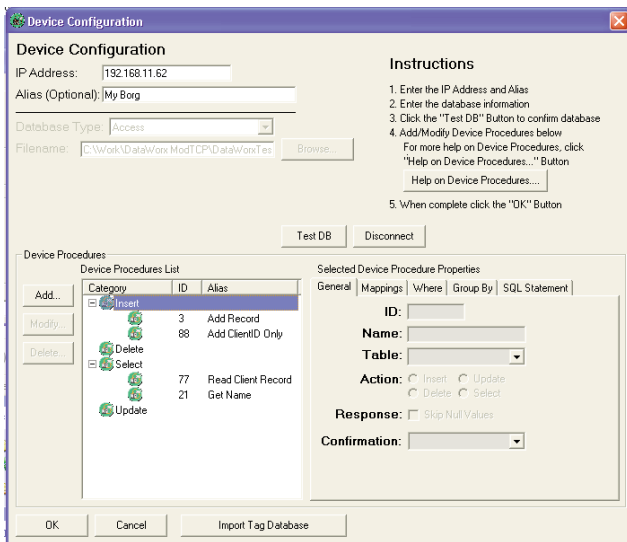 Device Configuration
Device Configuration
IP Address: 192.168.11.62
Alias (Optional): My Borg
Database Type: Access
Filename: C:\Work\DataWorx ModTCP\DataWorxTes Browse...
Instructions
1. Enter the IP Address and Alias
2. Enter the database information
3. Click the "Test DB" Button to confirm database
4. Add/Modify Device Procedures below
For more help on Device Procedures, click
"Help on Device Procedures..." Button
Help on Device Procedures....
5. When complete click the "OK" Button
Test DB Disconnect
Device Procedures
Device Procedures List
Add...
Modify...
Delete...
Category ID Alias
Insert
3 Add Record
88 Add ClientID Only
Delete
Select
77 Read Client Record
21 Get Name
Update
Selected Device Procedure Properties
General Mappings Where Group By SQL Statement
ID:
Name:
Table:
Action: Insert Update
Delete Select
Response: Skip Null Values
Confirmation:
OK Cancel Import Tag Database